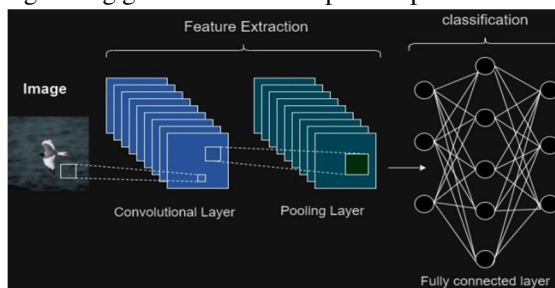 Feature Extraction
classification
Image
Convolutional Layer
Pooling Layer
Fully connected layer